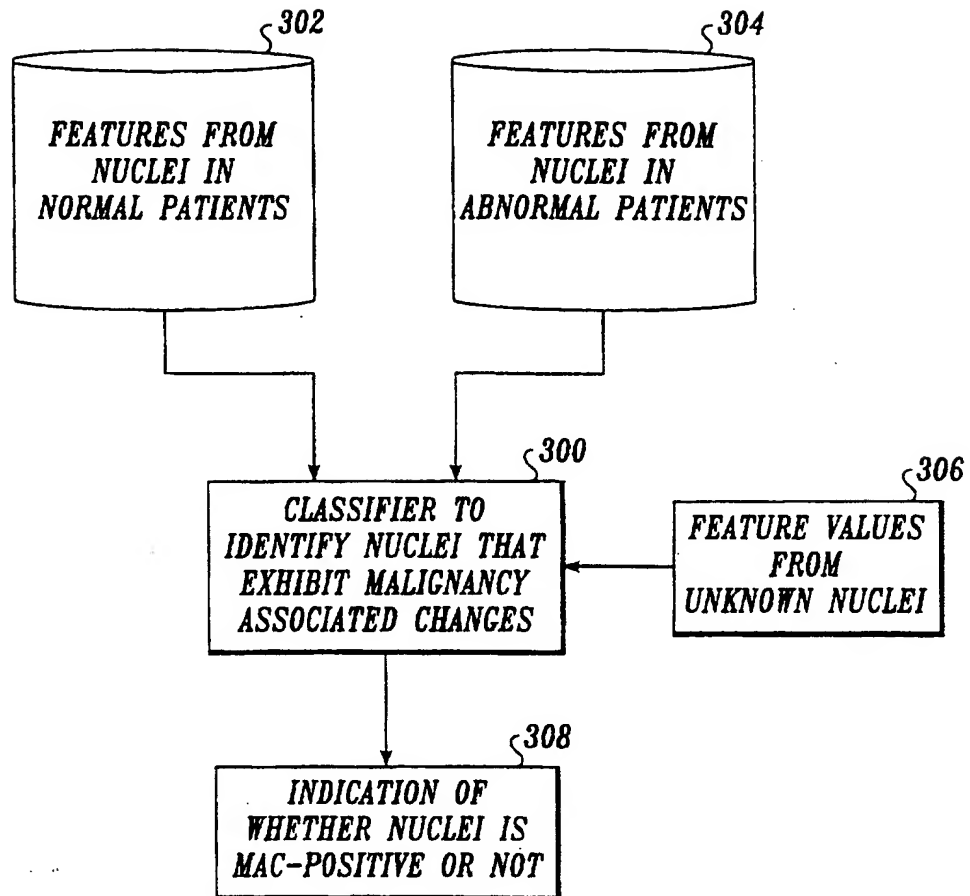 302
304
FEATURES FROM
NUCLEI IN
NORMAL PATIENTS
FEATURES FROM
NUCLEI IN
ABNORMAL PATIENTS
300
CLASSIFIER TO
IDENTIFY NUCLEI THAT
EXHIBIT MALIGNANCY
ASSOCIATED CHANGES
306
FEATURE VALUES
FROM
UNKNOWN NUCLEI
308
INDICATION OF
WHETHER NUCLEI IS
MAC-POSITIVE OR NOT